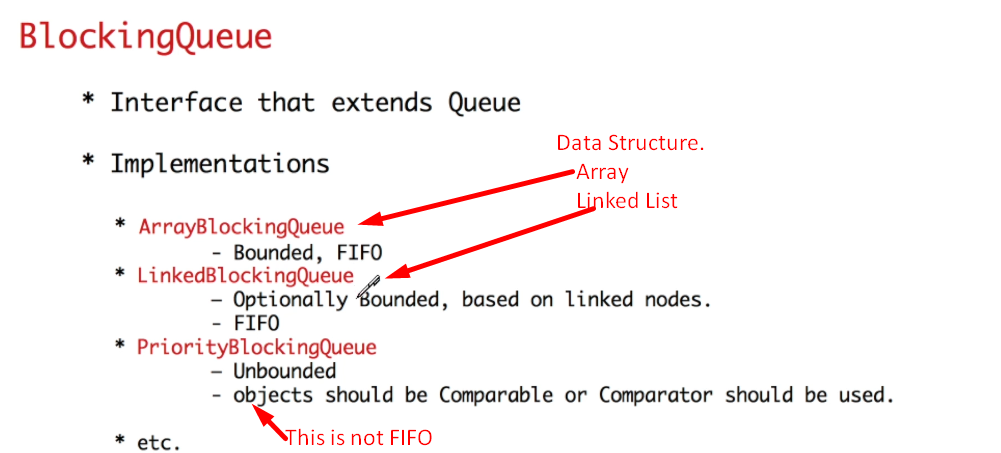 BlockingQueue
* Interface that extends Queue
Data Structure.
* Implementations
Array
Linked List
* ArrayBlockingQueue
- Bounded, FIFO
* LinkedBlockingQueue
– Optionally Bounded, based on linked nodes.
- FIFO
* PriorityBlockingQueue
– Unbounded
- objects should be Comparable or Comparator should be used.
This is not FIFO
* etc.